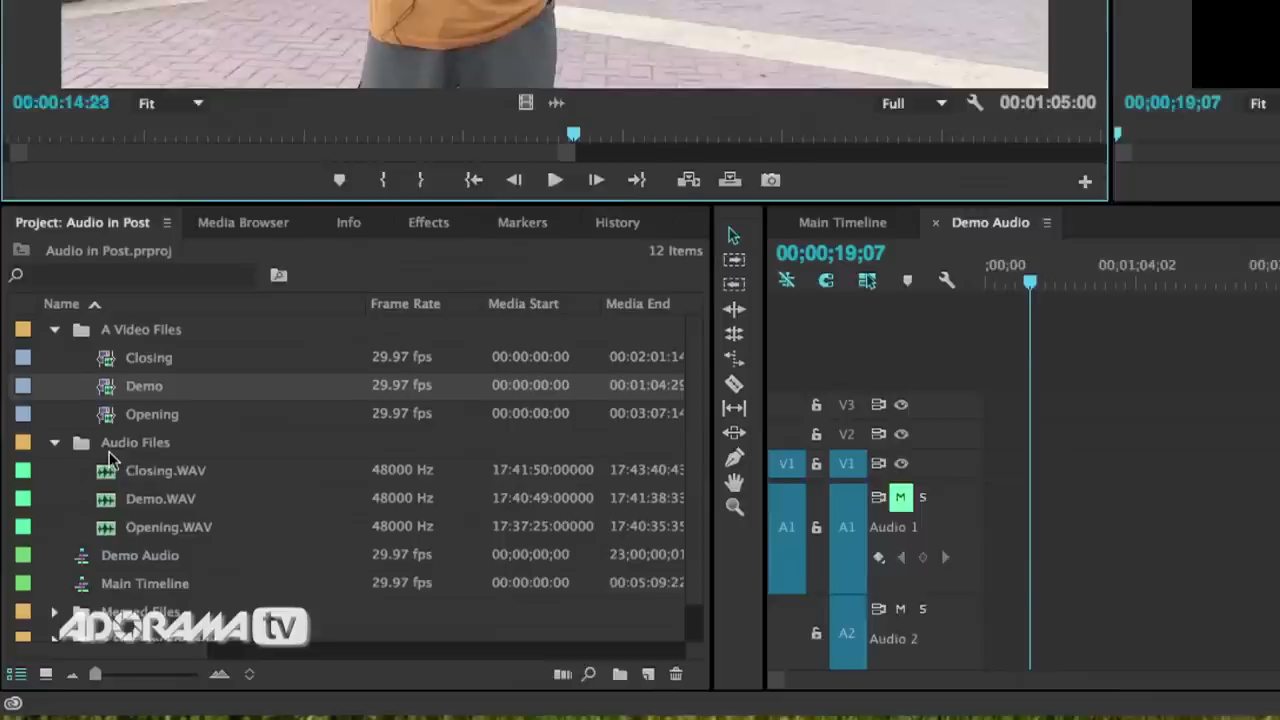 00:00:14:23 Fit Full 00:01:05:00 00;00;19;07 Fit
Project: Audio in Post Media Browser Info Effects Markers History Main Timeline × Demo Audio
Audio in Post.prproj 12 Items 00;00;19;07
;00;00 00;01;04;02 00;0
Name Frame Rate Media Start Media End
A Video Files
Closing 29.97 fps 00:00:00:00 00:02:01:14
Demo 29.97 fps 00:00:00:00 00:01:04:29
Opening 29.97 fps 00:00:00:00 00:03:07:14
Audio Files
Closing.WAV 48000 Hz 17:41:50:00000 17:43:40:43
Demo.WAV 48000 Hz 17:40:49:00000 17:41:38:33
Opening.WAV 48000 Hz 17:37:25:00000 17:40:35:35
Demo Audio 29.97 fps 00;00;00;00 23;00;00;01
Main Timeline 29.97 fps 00:00:00:00 00:05:09:22
Merged Files
ADORAMA tv
V3
V2
V1 V1
M S
A1 A1 Audio 1
M S
A2 Audio 2